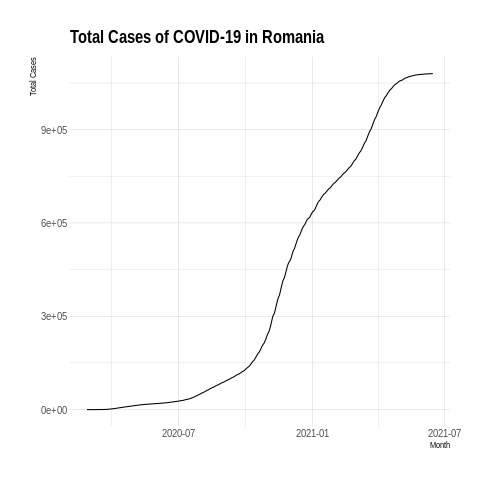 Total Cases of COVID-19 in Romania
Total Cases
9e+05
6e+05
3e+05
0e+00
2020-07
2021-01
2021-07
Month